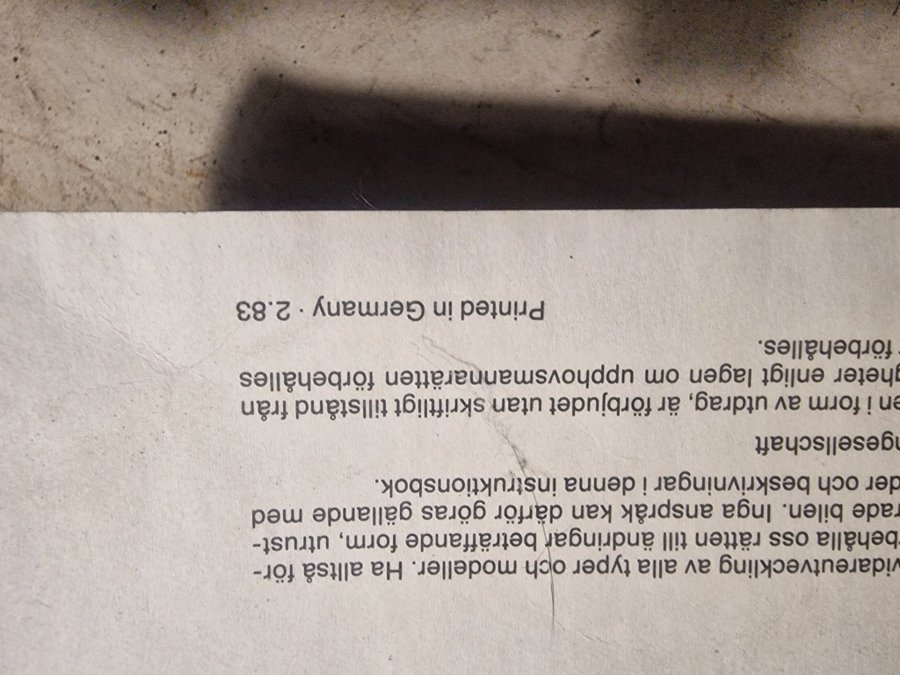 vidareutveckling av alla typer och modeller. Ha alltså för-
rbehålla oss rätten till ändringar beträffande form, utrust-
rade bilen. Inga anspråk kan därför göras gällande med
der och beskrivningar i denna instruktionsbok.
ngesellschaft
en i form av utdrag, är förbjudet utan skriftligt tillstånd från
gheter enligt lagen om upphovsmannarätten förbehålles
r förbehålles.
Printed in Germany · 2.83